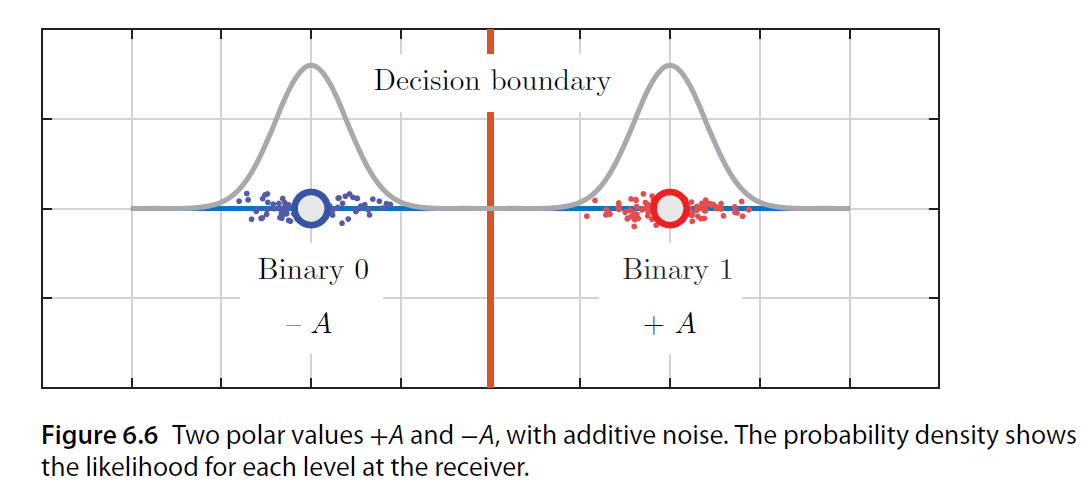 Decision boundary
Binary 0
Binary 1
– A
+ A
Figure 6.6 Two polar values +A and −A, with additive noise. The probability density shows
the likelihood for each level at the receiver.